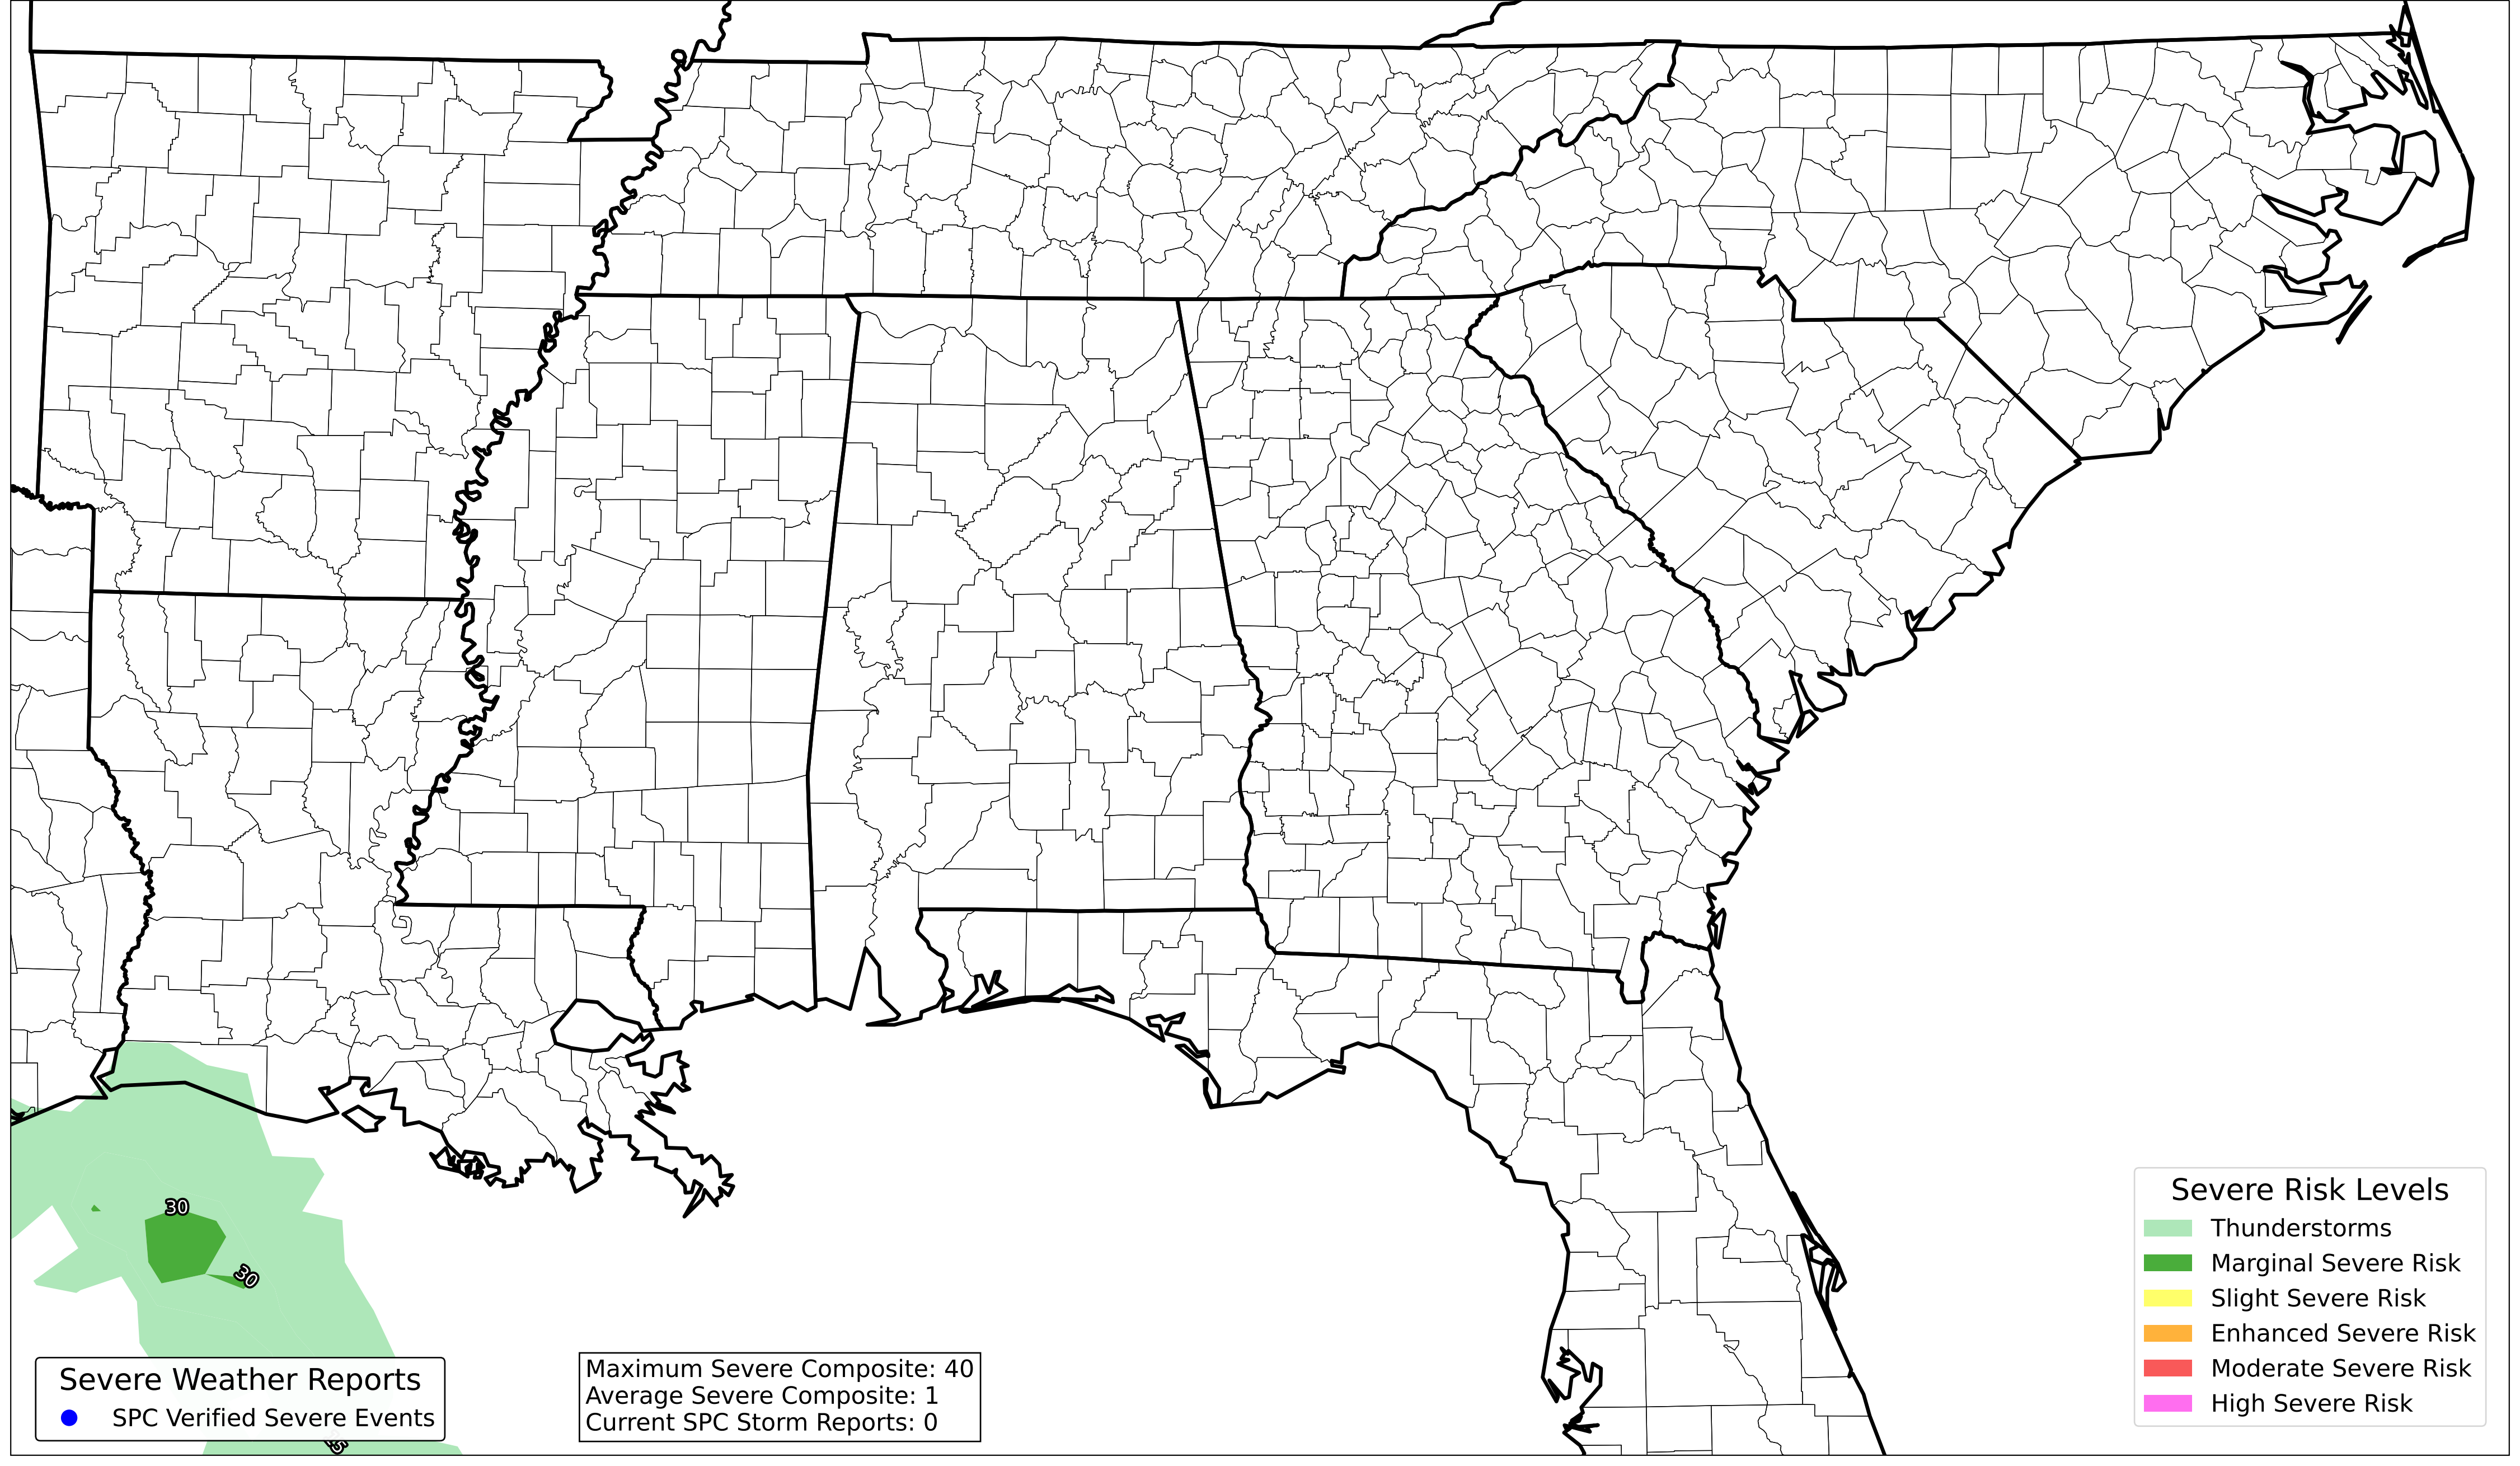 30
30
Severe Weather Reports
SPC Verified Severe Events
Maximum Severe Composite: 40
Average Severe Composite: 1
Current SPC Storm Reports: 0
Severe Risk Levels
Thunderstorms
Marginal Severe Risk
Slight Severe Risk
Enhanced Severe Risk
Moderate Severe Risk
High Severe Risk